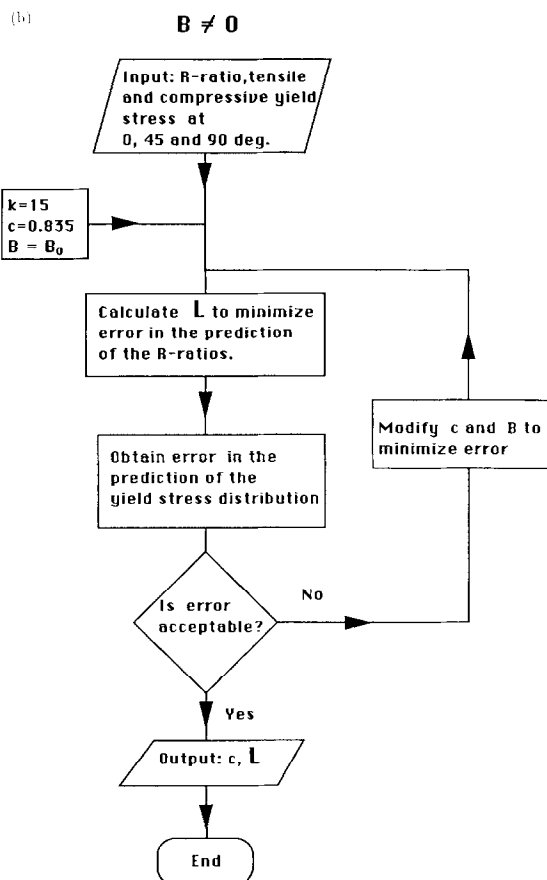 (b)
B ≠ 0
Input: R-ratio,tensile
and compressive yield
stress at
0, 45 and 90 deg.
k=15
c=0.835
B = B₀
Calculate L to minimize
error in the prediction
of the R-ratios.
Obtain error in the
prediction of the
yield stress distribution
Modify c and B to
minimize error
Is error
acceptable?
No
Yes
Output: c, L
End